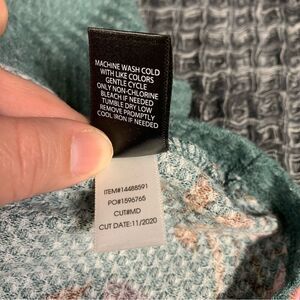 MACHINE WASH COLD
WITH LIKE COLORS
GENTLE CYCLE
ONLY NON-CHLORINE
BLEACH IF NEEDED
TUMBLE DRY LOW
REMOVE PROMPTLY
COOL IRON IF NEEDED
ITEM#14488591
PO#1596765
CUT#MD
CUT DATE:11/2020